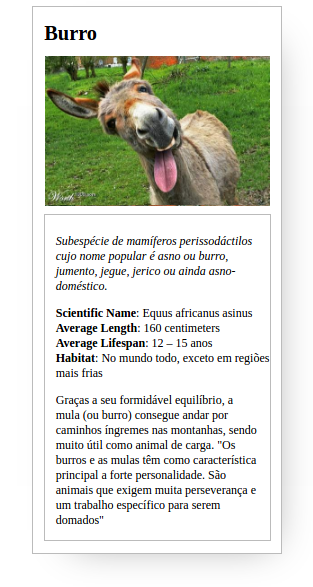 Burro
Worth
Subespécie de mamíferos perissodáctilos
cujo nome popular é asno ou burro,
jumento, jegue, jerico ou ainda asno-
doméstico.
Scientific Name: Equus africanus asinus
Average Length: 160 centimeters
Average Lifespan: 12 – 15 anos
Habitat: No mundo todo, exceto em regiões
mais frias
Graças a seu formidável equilíbrio, a
mula (ou burro) consegue andar por
caminhos íngremes nas montanhas, sendo
muito útil como animal de carga. "Os
burros e as mulas têm como característica
principal a forte personalidade. São
animais que exigem muita perseverança e
um trabalho específico para serem
domados"